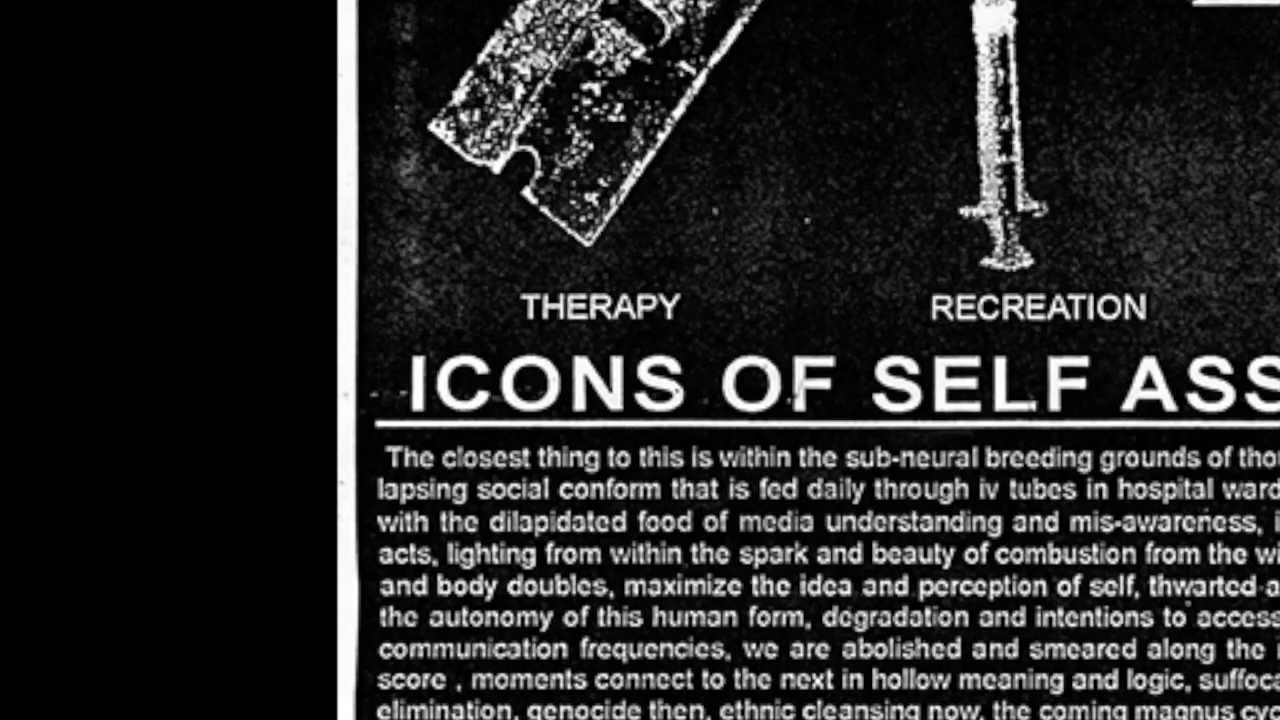 THERAPY RECREATION
ICONS OF SELF ASS
The closest thing to this is within the sub-neural breeding grounds of thou
lapsing social conform that is fed daily through iv tubes in hospital ward
with the dilapidated food of media understanding and mis-awareness,
acts, lighting from within the spark and beauty of combustion from the wi
and body doubles, maximize the idea and perception of self, thwarted a
the autonomy of this human form, degradation and intentions to access
communication frequencies, we are abolished and smeared along the
score , moments connect to the next in hollow meaning and logic, suffoca
elimination, genocide then, ethnic cleansing now, the coming magnus cyc